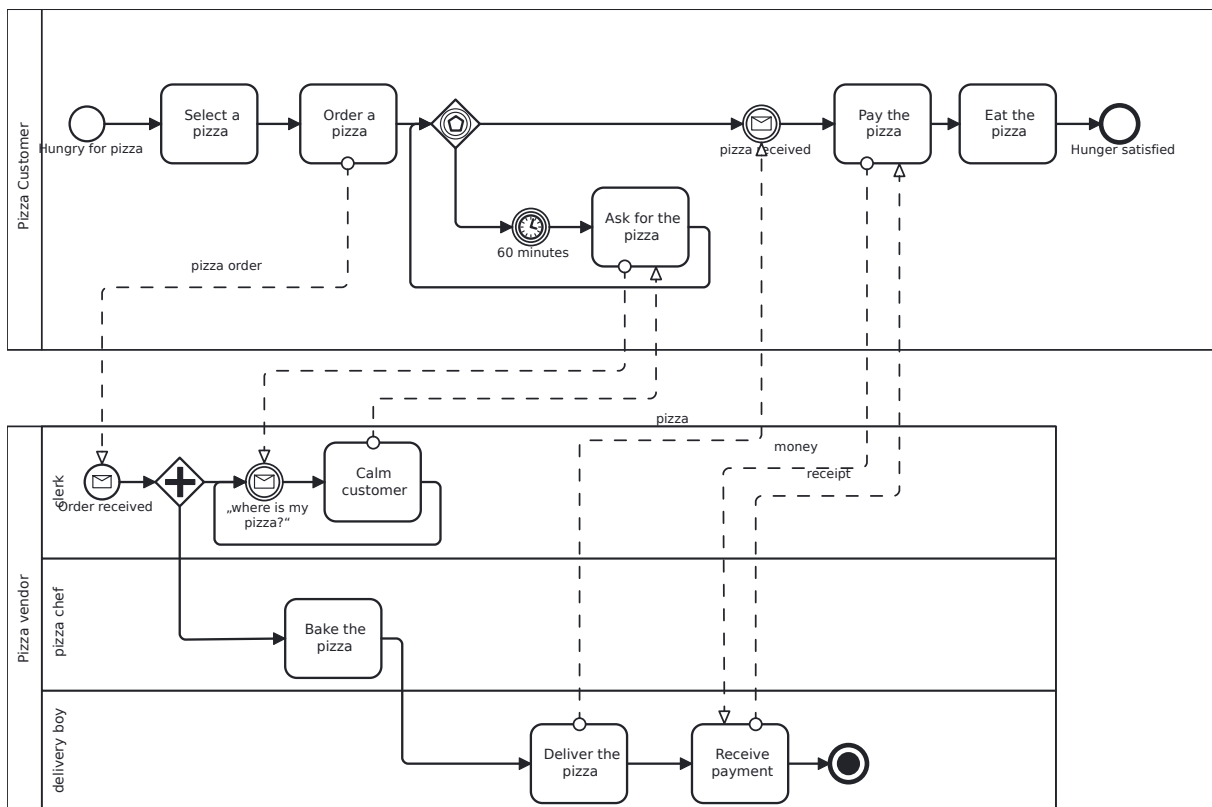 Pizza Customer
Hungry for pizza
Select a
pizza
Order a
pizza
pizza received
Pay the
pizza
Eat the
pizza
Hunger satisfied
60 minutes
Ask for the
pizza
pizza order
pizza
money
receipt
Pizza vendor
clerk
Order received
„where is my
pizza?“
Calm
customer
pizza chef
Bake the
pizza
delivery boy
Deliver the
pizza
Receive
payment